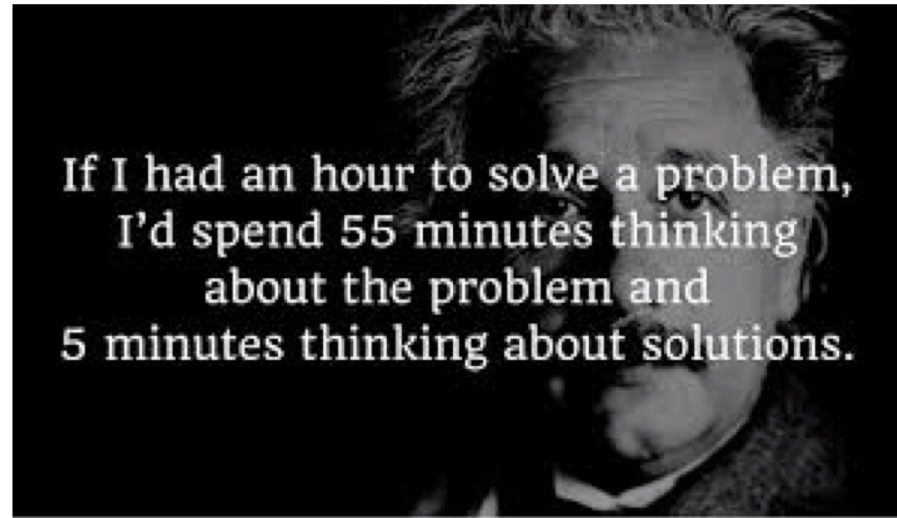 If I had an hour to solve a problem,
I’d spend 55 minutes thinking
about the problem and
5 minutes thinking about solutions.